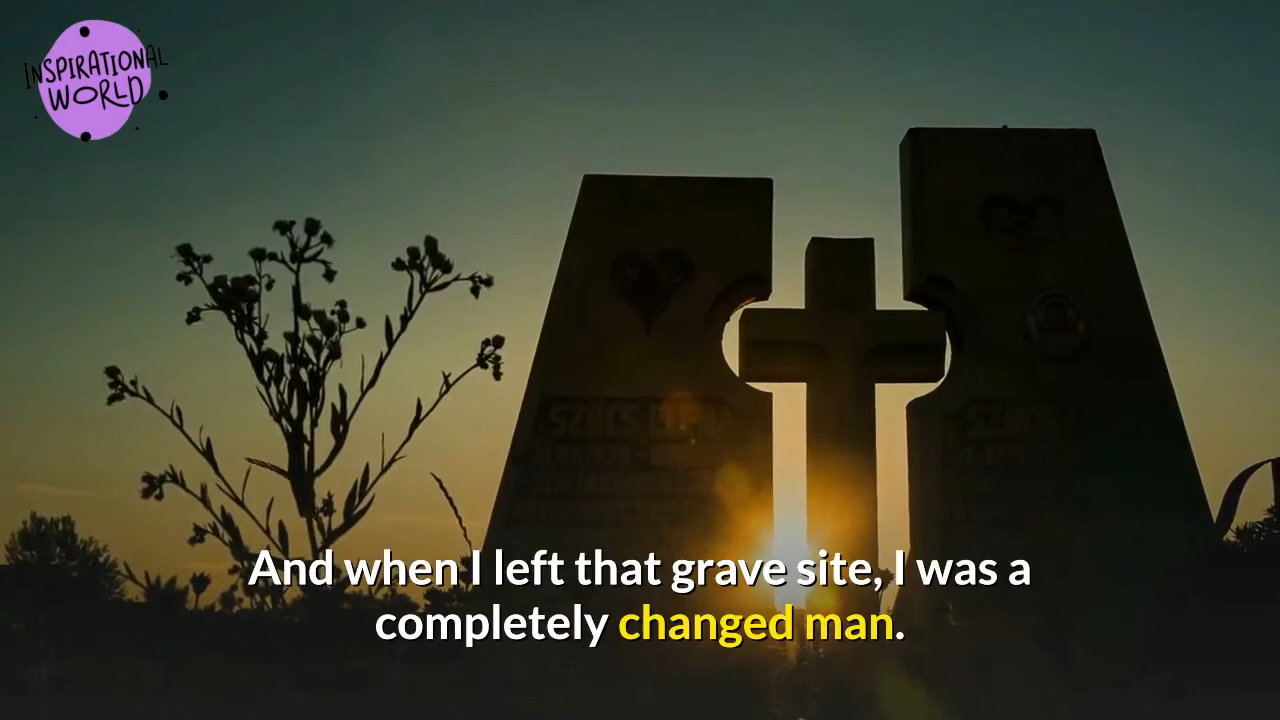 INSPIRATIONAL
WORLD
And when I left that grave site, I was a
completely changed man.